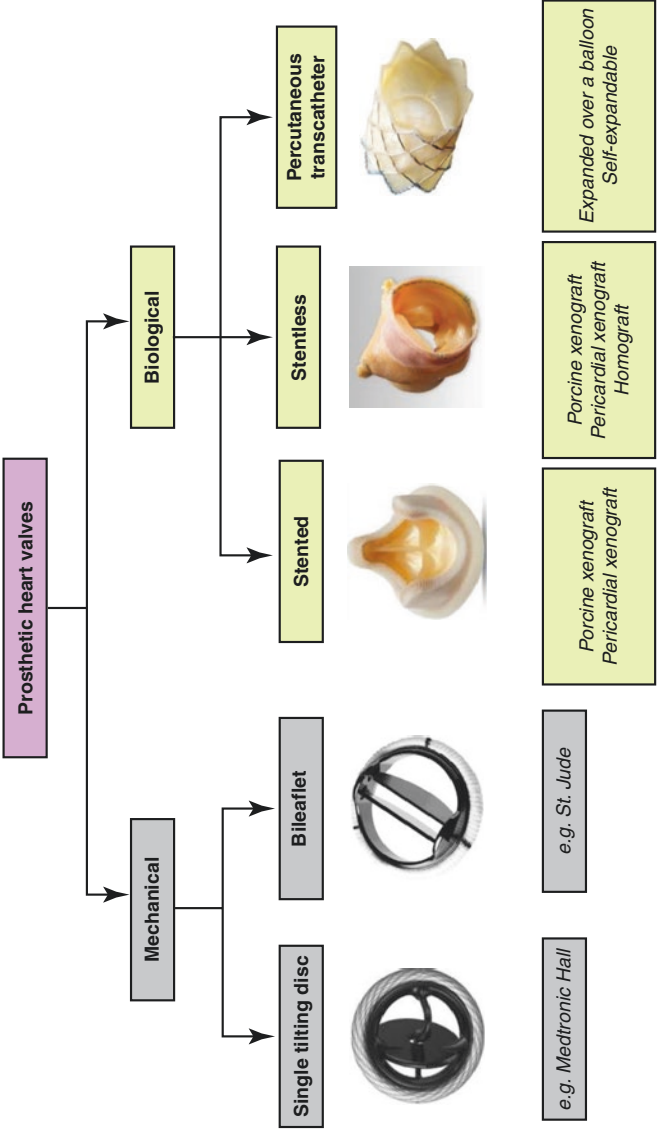 Prosthetic heart valves
Mechanical
Biological
Single tilting disc
Bileaflet
Stented
Stentless
Percutaneous
transcatheter
e.g. Medtronic Hall
e.g. St. Jude
Porcine xenograft
Pericardial xenograft
Porcine xenograft
Pericardial xenograft
Homograft
Expanded over a balloon
Self-expandable